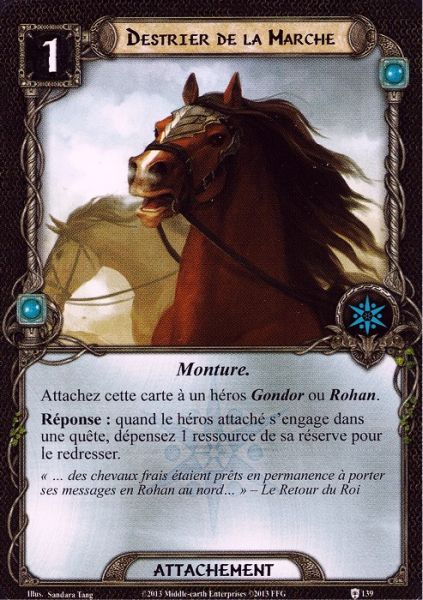 1
DESTRIER DE LA MARCHE
Monture.
Attachez cette carte à un héros Gondor ou Rohan.
Réponse : quand le héros attaché s'engage dans
une quête, dépensez 1 ressource de sa réserve pour
le redresser.
« ... des chevaux frais étaient prêts en permanence à porter
ses messages en Rohan au nord... » – Le Retour du Roi
ATTACHEMENT
Illus. Sandara Tang ©2013 Middle-earth Enterprises ©2013 FFG 139